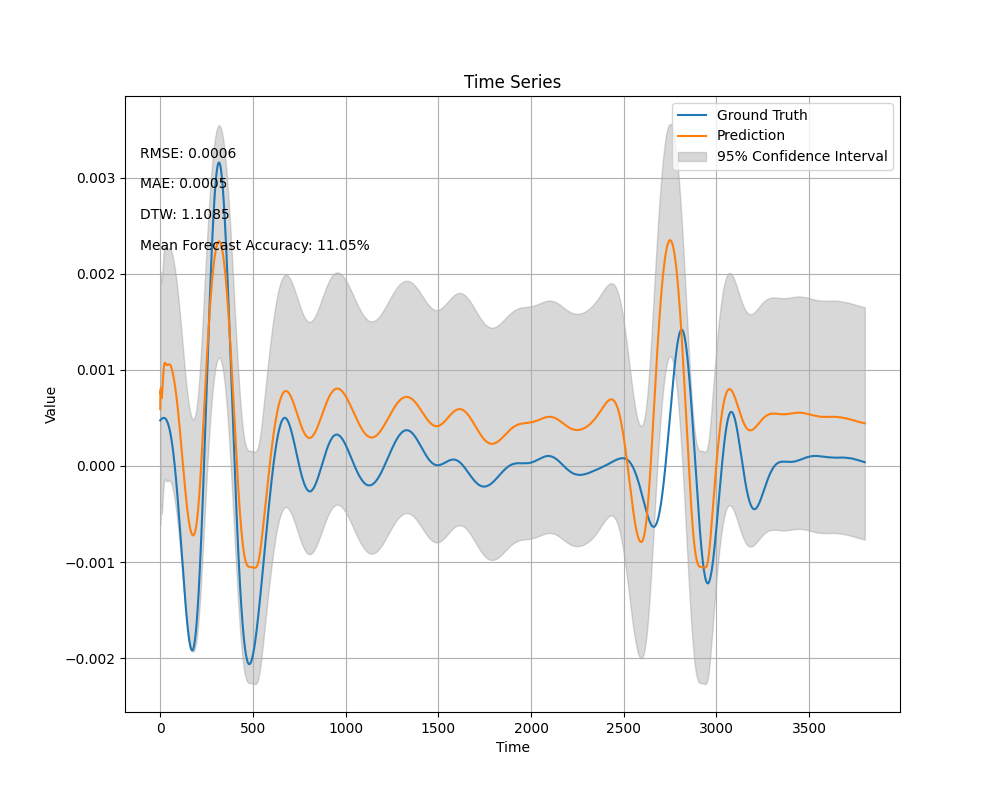 Time Series
Ground Truth
Prediction
95% Confidence Interval
RMSE: 0.0006
MAE: 0.0005
DTW: 1.1085
Mean Forecast Accuracy: 11.05%
Value
0.003
0.002
0.001
0.000
−0.001
−0.002
0 500 1000 1500 2000 2500 3000 3500
Time